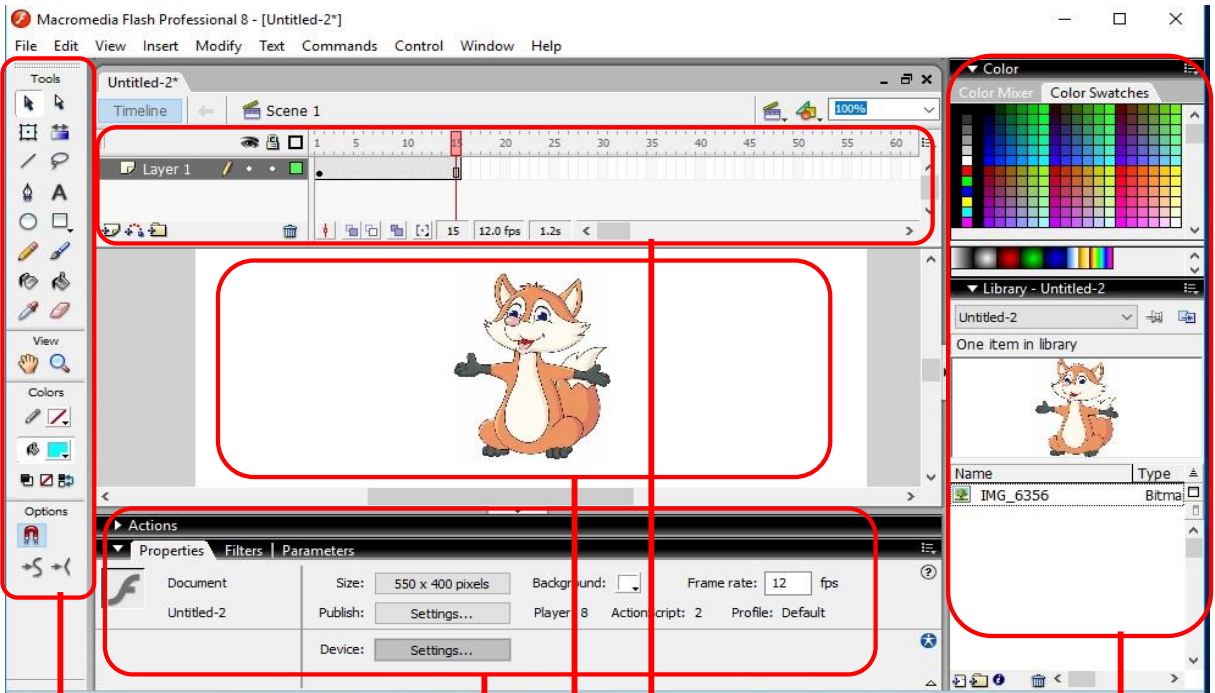 Macromedia Flash Professional 8 - [Untitled-2*]
File Edit View Insert Modify Text Commands Control Window Help
Tools
View
Colors
Options
Untitled-2*
Timeline Scene 1 100%
1 5 10 15 20 25 30 35 40 45 50 55 60
Layer 1
15 12.0 fps 1.2s
Actions
Properties Filters | Parameters
Document Size: 550 x 400 pixels Background: Frame rate: 12 fps
Untitled-2 Publish: Settings... Player: 8 ActionScript: 2 Profile: Default
Device: Settings...
Color
Color Mixer Color Swatches
Library - Untitled-2
Untitled-2
One item in library
Name Type
IMG_6356 Bitma